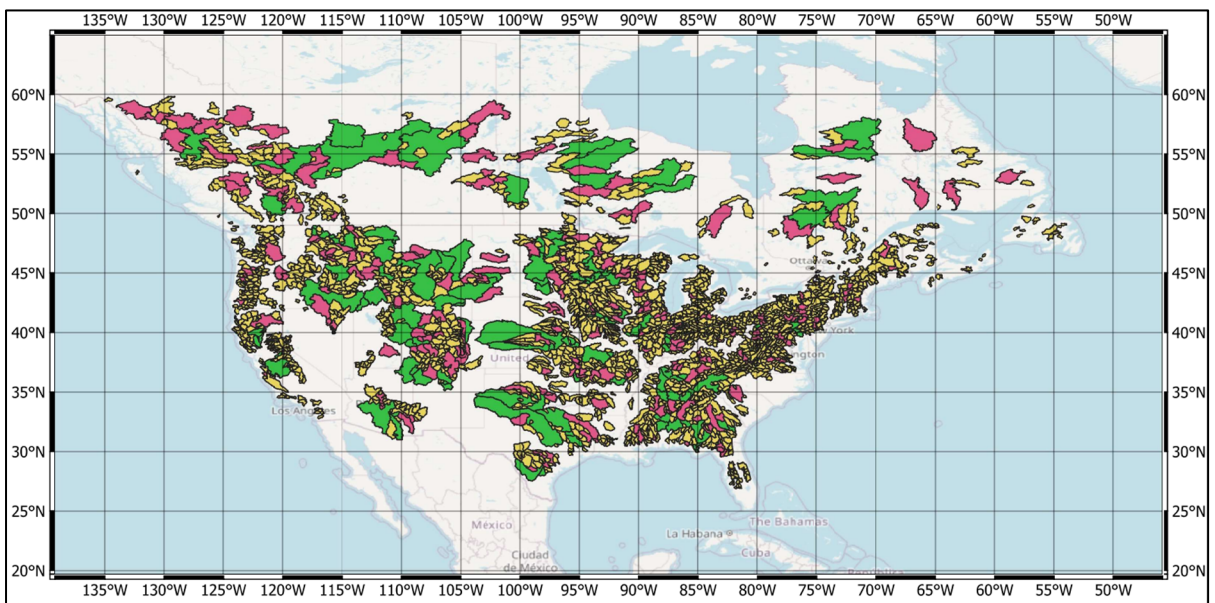 135°W 130°W 125°W 120°W 115°W 110°W 105°W 100°W 95°W 90°W 85°W 80°W 75°W 70°W 65°W 60°W 55°W 50°W
60°N 60°N
55°N 55°N
50°N 50°N
Ottawa
45°N 45°N
40°N York 40°N
United ngton
35°N 35°N
Los Angeles
30°N 30°N
25°N México The Bahamas 25°N
La Habana
Cuba
Ciudad
de México
20°N República 20°N
135°W 130°W 125°W 120°W 115°W 110°W 105°W 100°W 95°W 90°W 85°W 80°W 75°W 70°W 65°W 60°W 55°W 50°W